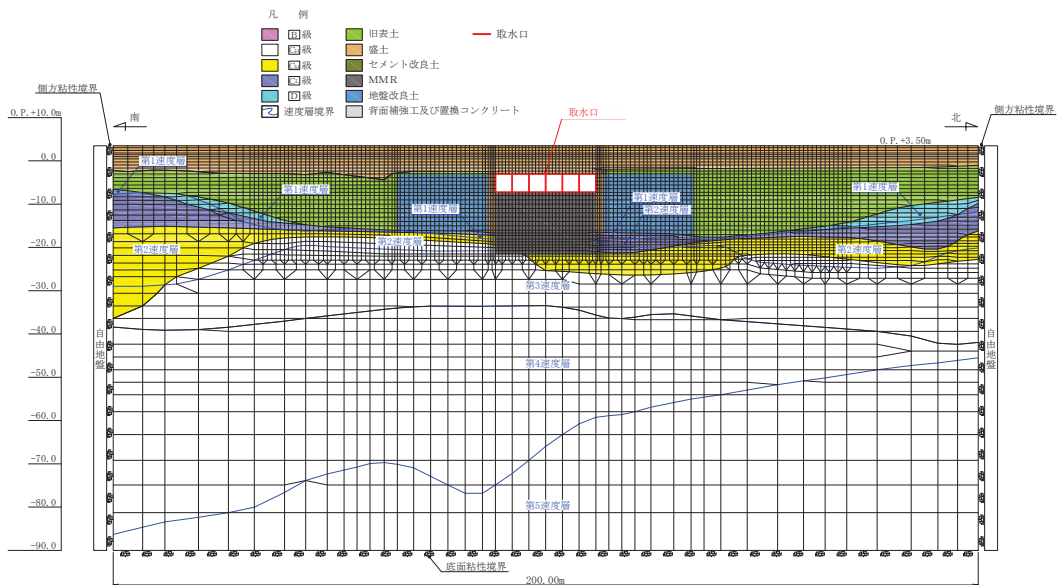 凡 例
B級
CH級
CM級
CL級
D級
速度層境界
旧表土
盛土
セメント改良土
MMR
地盤改良土
背面補強工及び置換コンクリート
取水口
側方粘性境界
側方粘性境界
取水口
O.P.+10.0m
南
北
O.P.+3.50m
0.0
-10.0
-20.0
-30.0
-40.0
-50.0
-60.0
-70.0
-80.0
-90.0
第1速度層
第1速度層
第1速度層
第1速度層
第1速度層
第2速度層
第2速度層
第2速度層
第2速度層
第3速度層
第4速度層
第5速度層
自由地盤
自由地盤
底面粘性境界
200.00m